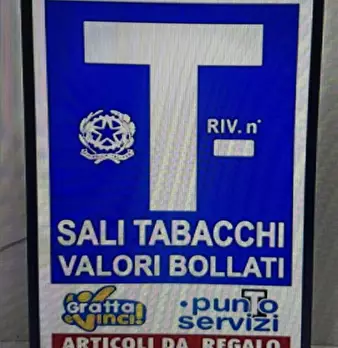 T
RIV. n°
SALI TABACCHI
VALORI BOLLATI
Gratta e Vinci!
•punTo
servizi
ARTICOLI DA REGALO